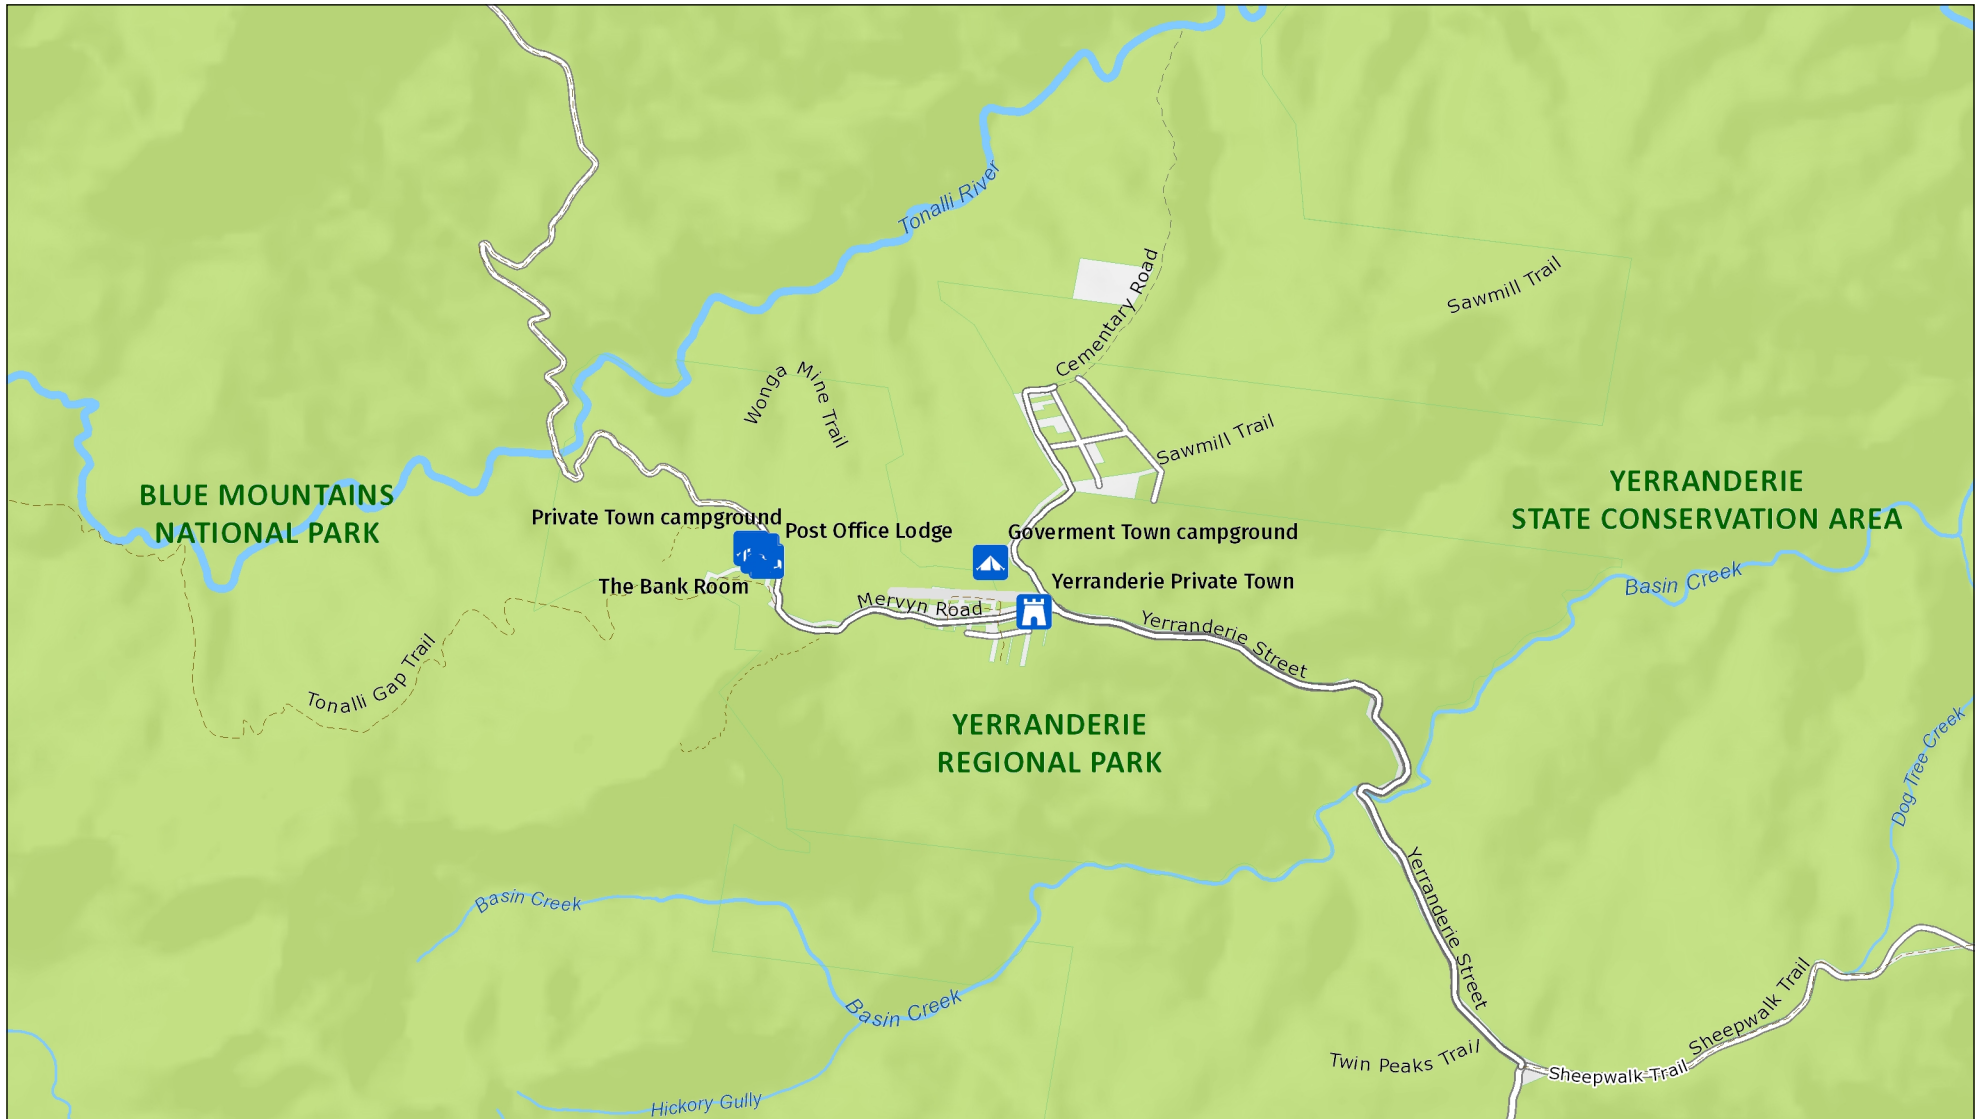 Tonalli River
Cementary Road
Sawmill Trail
Wonga Mine Trail
Sawmill Trail
BLUE MOUNTAINS
NATIONAL PARK
YERRANDERIE
STATE CONSERVATION AREA
Private Town campground
Post Office Lodge
Goverment Town campground
The Bank Room
Yerranderie Private Town
Basin Creek
Mervyn Road
Yerranderie Street
Tonalli Gap Trail
YERRANDERIE
REGIONAL PARK
Dog Tree Creek
Basin Creek
Yerranderie Street
Basin Creek
Sheepwalk Trail
Twin Peaks Trail
Sheepwalk Trail
Hickory Gully